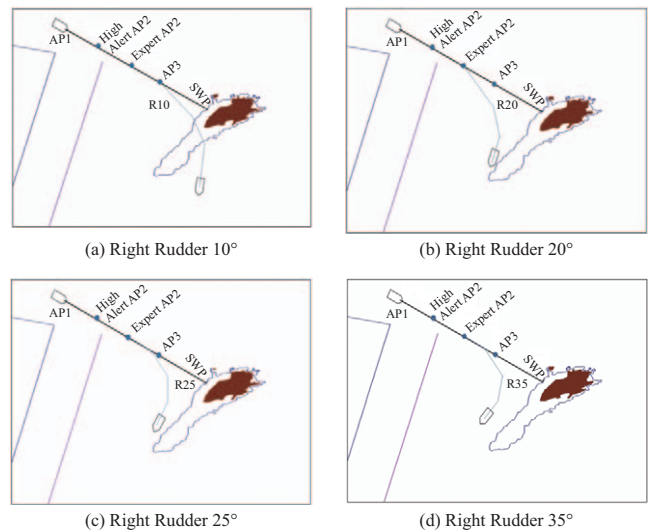 AP1
High
Alert AP2
Expert AP2
AP3
SWP
R10
(a) Right Rudder 10°
AP1
High
Alert AP2
Expert AP2
AP3
SWP
R20
(b) Right Rudder 20°
AP1
High
Alert AP2
Expert AP2
AP3
SWP
R25
(c) Right Rudder 25°
AP1
High
Alert AP2
Expert AP2
AP3
SWP
R35
(d) Right Rudder 35°